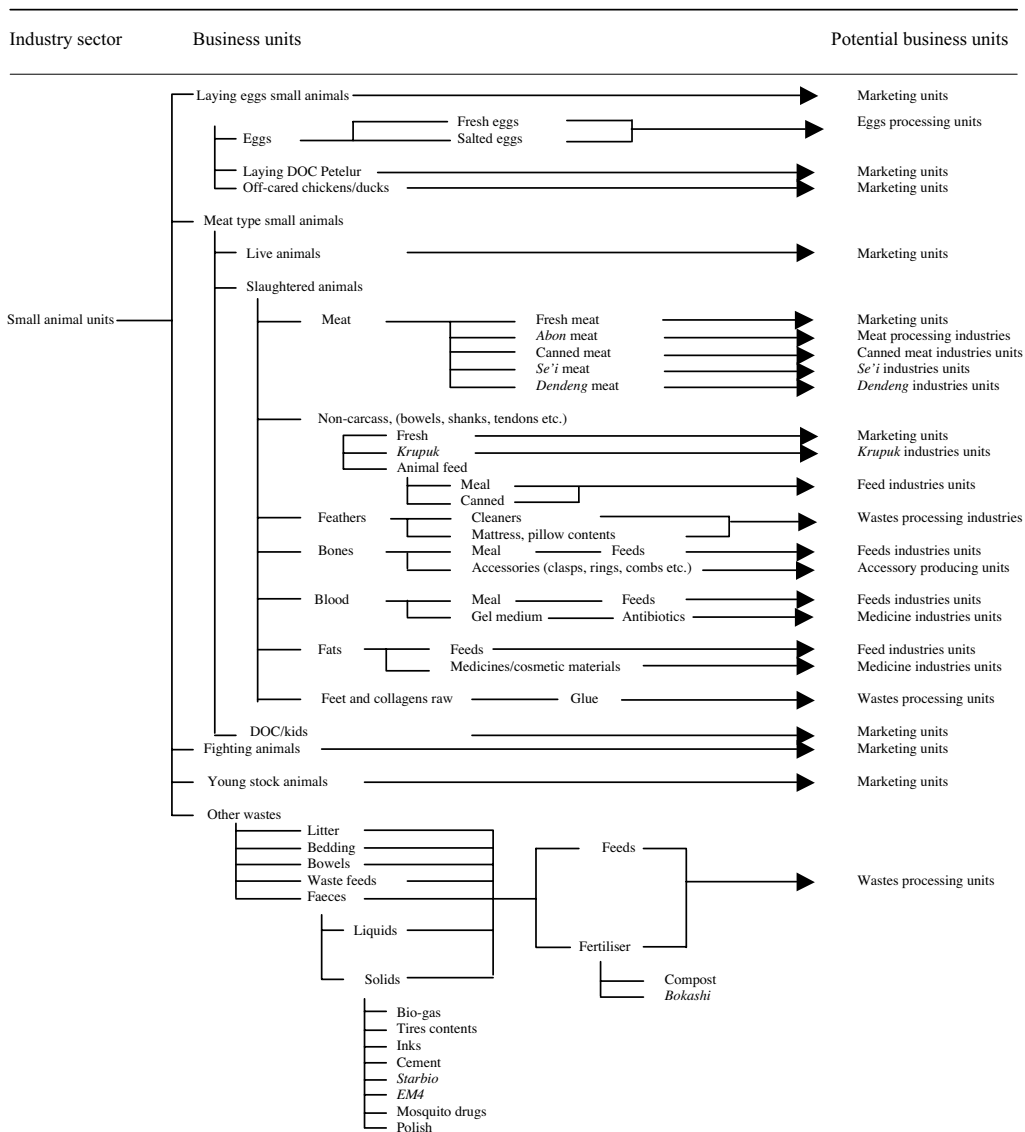 Industry sector Business units Potential business units
Laying eggs small animals Marketing units
Fresh eggs Eggs processing units
Eggs Salted eggs
Laying DOC Petelur Marketing units
Off-cared chickens/ducks Marketing units
Meat type small animals
Live animals Marketing units
Slaughtered animals
Small animal units Meat Fresh meat Marketing units
Abon meat Meat processing industries
Canned meat Canned meat industries units
Se'i meat Se'i industries units
Dendeng meat Dendeng industries units
Non-carcass, (bowels, shanks, tendons etc.)
Fresh Marketing units
Krupuk Krupuk industries units
Animal feed
Meal Feed industries units
Canned
Feathers Cleaners Wastes processing industries
Mattress, pillow contents
Bones Meal Feeds Feeds industries units
Accessories (clasps, rings, combs etc.) Accessory producing units
Blood Meal Feeds Feeds industries units
Gel medium Antibiotics Medicine industries units
Fats Feeds Feed industries units
Medicines/cosmetic materials Medicine industries units
Feet and collagens raw Glue Wastes processing units
DOC/kids Marketing units
Fighting animals Marketing units
Young stock animals Marketing units
Other wastes
Litter
Bedding Feeds
Bowels
Waste feeds Wastes processing units
Faeces
Liquids
Fertiliser
Solids Compost
Bokashi
Bio-gas
Tires contents
Inks
Cement
Starbio
EM4
Mosquito drugs
Polish